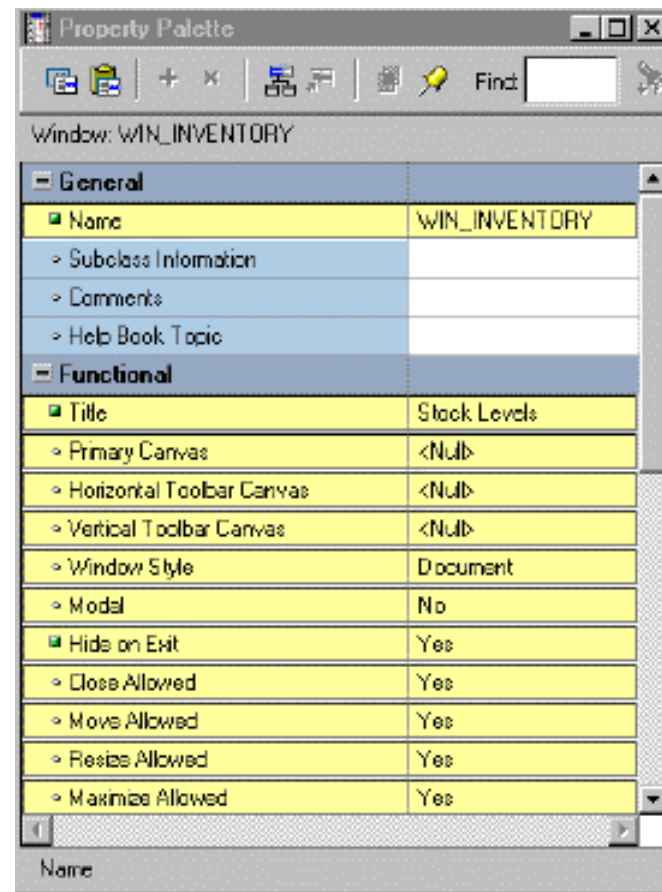 Property Palette
Find:
Window: WIN_INVENTORY
General
Name WIN_INVENTORY
Subclass Information
Comments
Help Book Topic
Functional
Title Stock Levels
Primary Canvas <Null>
Horizontal Toolbar Canvas <Null>
Vertical Toolbar Canvas <Null>
Window Style Document
Modal No
Hide on Exit Yes
Close Allowed Yes
Move Allowed Yes
Resize Allowed Yes
Maximize Allowed Yes
Name